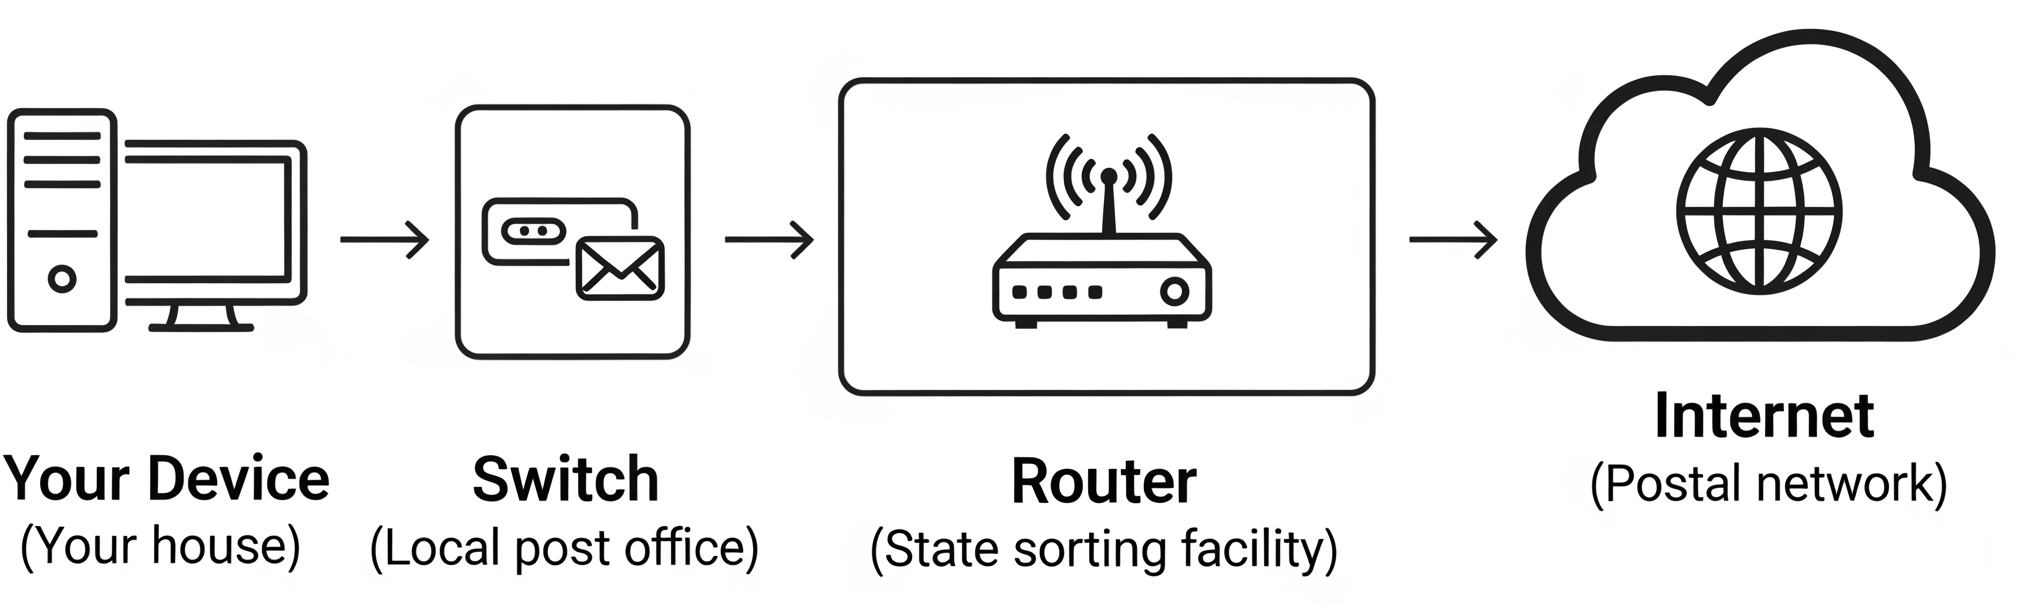 Your Device
(Your house)
Switch
(Local post office)
Router
(State sorting facility)
Internet
(Postal network)